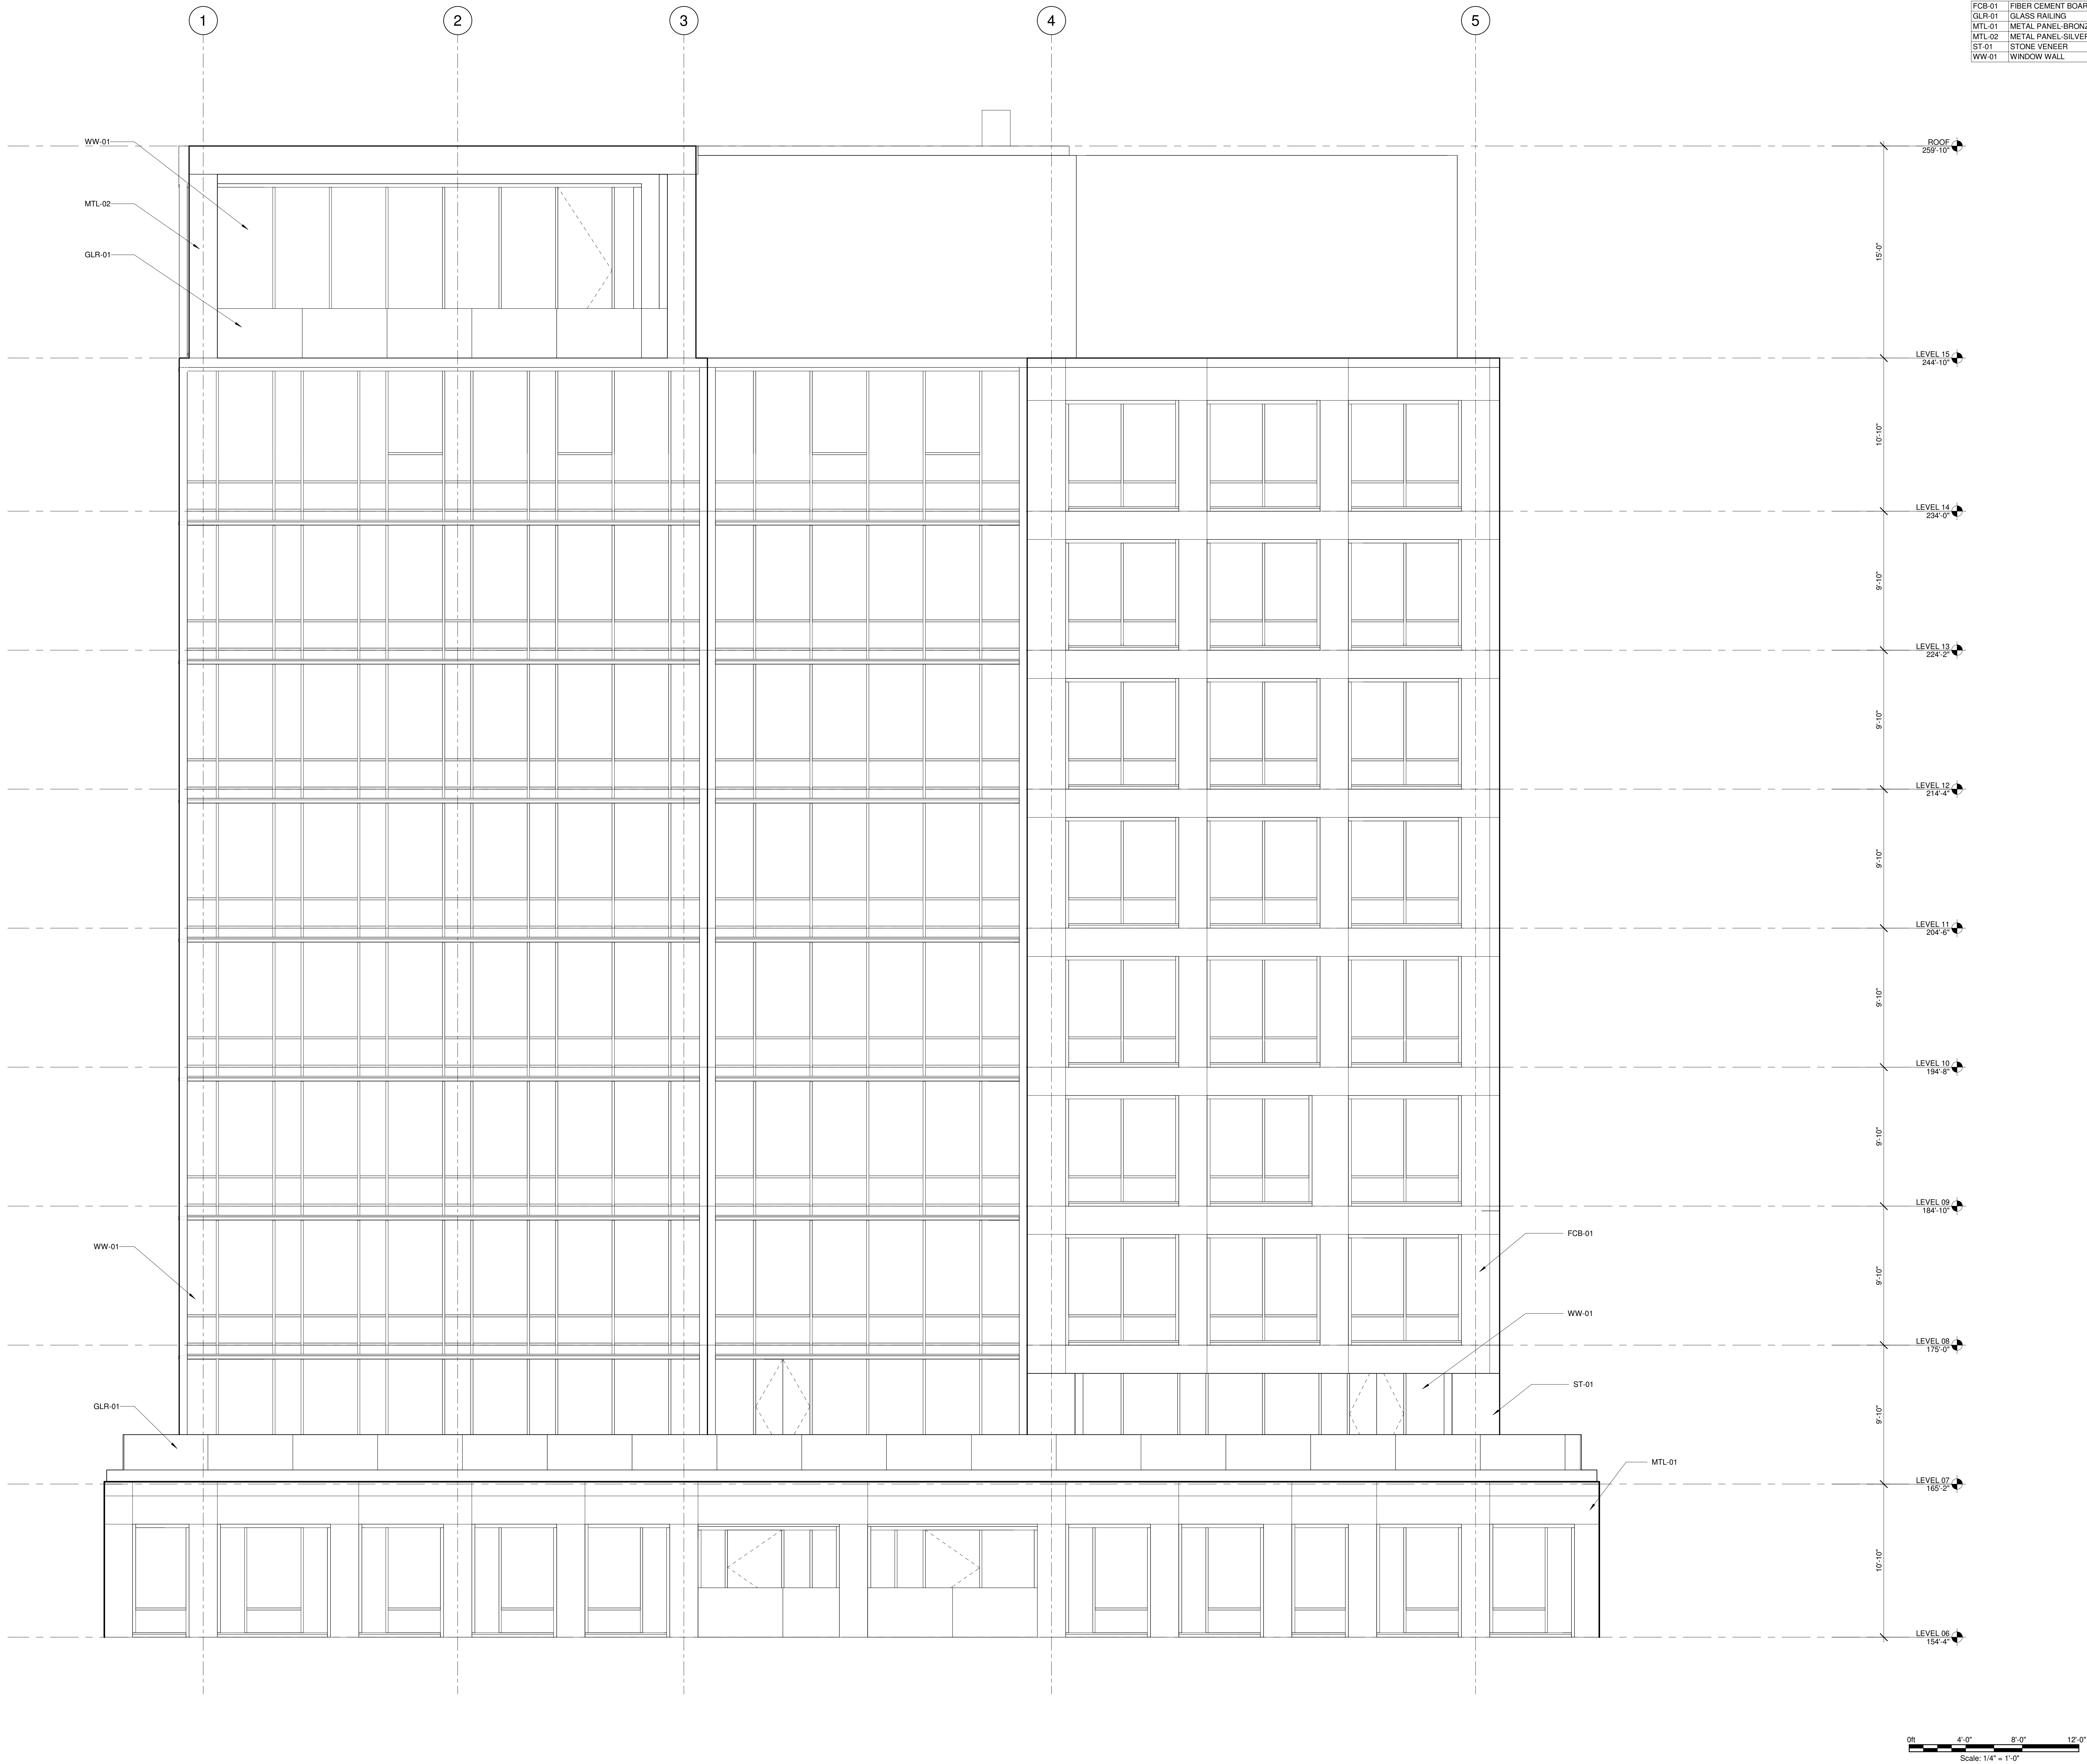 1
2
3
4
5
FCB-01 FIBER CEMENT BOAR
GLR-01 GLASS RAILING
MTL-01 METAL PANEL-BRONZ
MTL-02 METAL PANEL-SILVER
ST-01 STONE VENEER
WW-01 WINDOW WALL
WW-01
MTL-02
GLR-01
ROOF
259'-10"
15'-0"
LEVEL 15
244'-10"
10'-10"
LEVEL 14
234'-0"
9'-10"
LEVEL 13
224'-2"
9'-10"
LEVEL 12
214'-4"
9'-10"
LEVEL 11
204'-6"
9'-10"
LEVEL 10
194'-8"
9'-10"
LEVEL 09
184'-10"
WW-01
FCB-01
9'-10"
WW-01
LEVEL 08
175'-0"
ST-01
GLR-01
9'-10"
MTL-01
LEVEL 07
165'-2"
10'-10"
LEVEL 06
154'-4"
0ft 4'-0" 8'-0" 12'-0"
Scale: 1/4" = 1'-0"